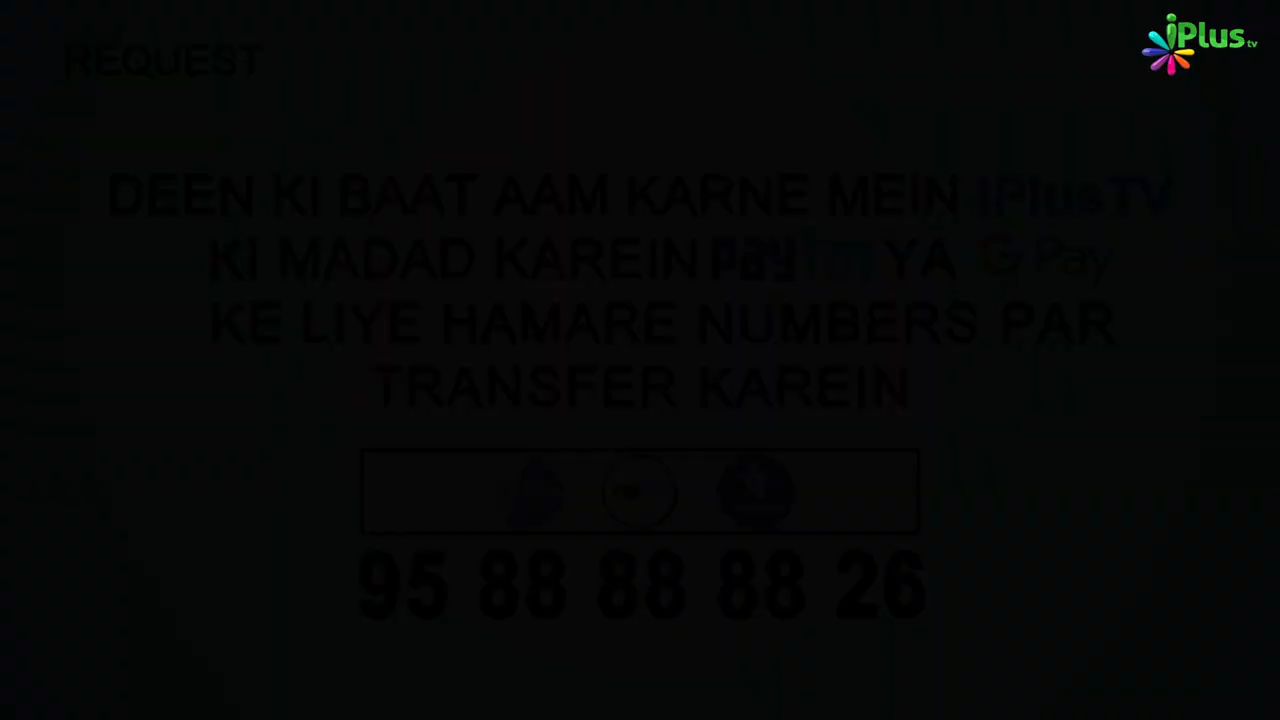 iPlus tv
REQUEST
DEEN KI BAAT AAM KARNE MEIN iPlusTV
KI MADAD KAREIN paytm YA G Pay
KE LIYE HAMARE NUMBERS PAR
TRANSFER KAREIN
95 88 88 88 26